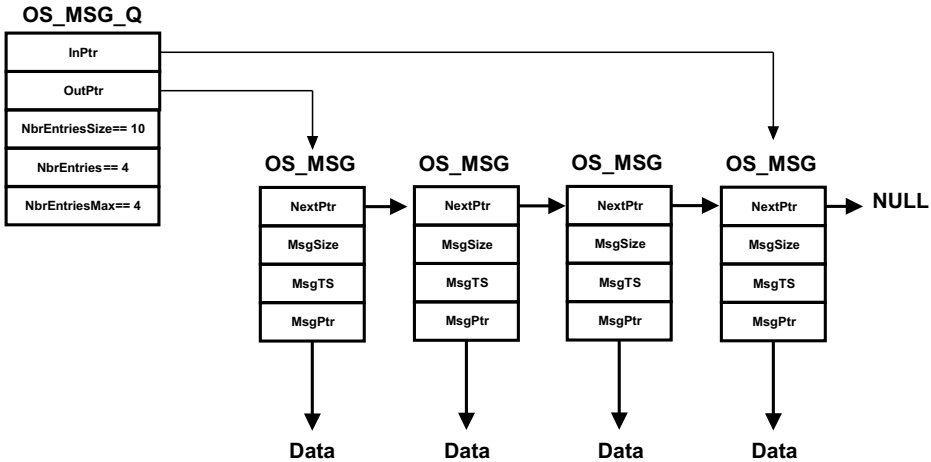 OS_MSG_Q
InPtr
OutPtr
NbrEntriesSize== 10
NbrEntries== 4
NbrEntriesMax== 4
OS_MSG OS_MSG OS_MSG OS_MSG
NextPtr NextPtr NextPtr NextPtr NULL
MsgSize MsgSize MsgSize MsgSize
MsgTS MsgTS MsgTS MsgTS
MsgPtr MsgPtr MsgPtr MsgPtr
Data Data Data Data